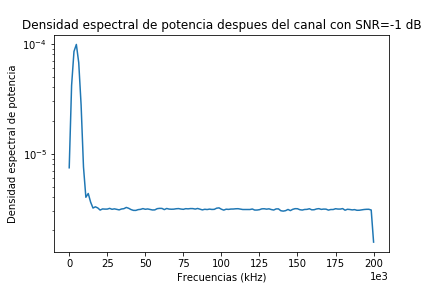 Densidad espectral de potencia despues del canal con SNR=-1 dB
Densidad espectral de potencia
10⁻⁴
10⁻⁵
0 25 50 75 100 125 150 175 200
1e3
Frecuencias (kHz)